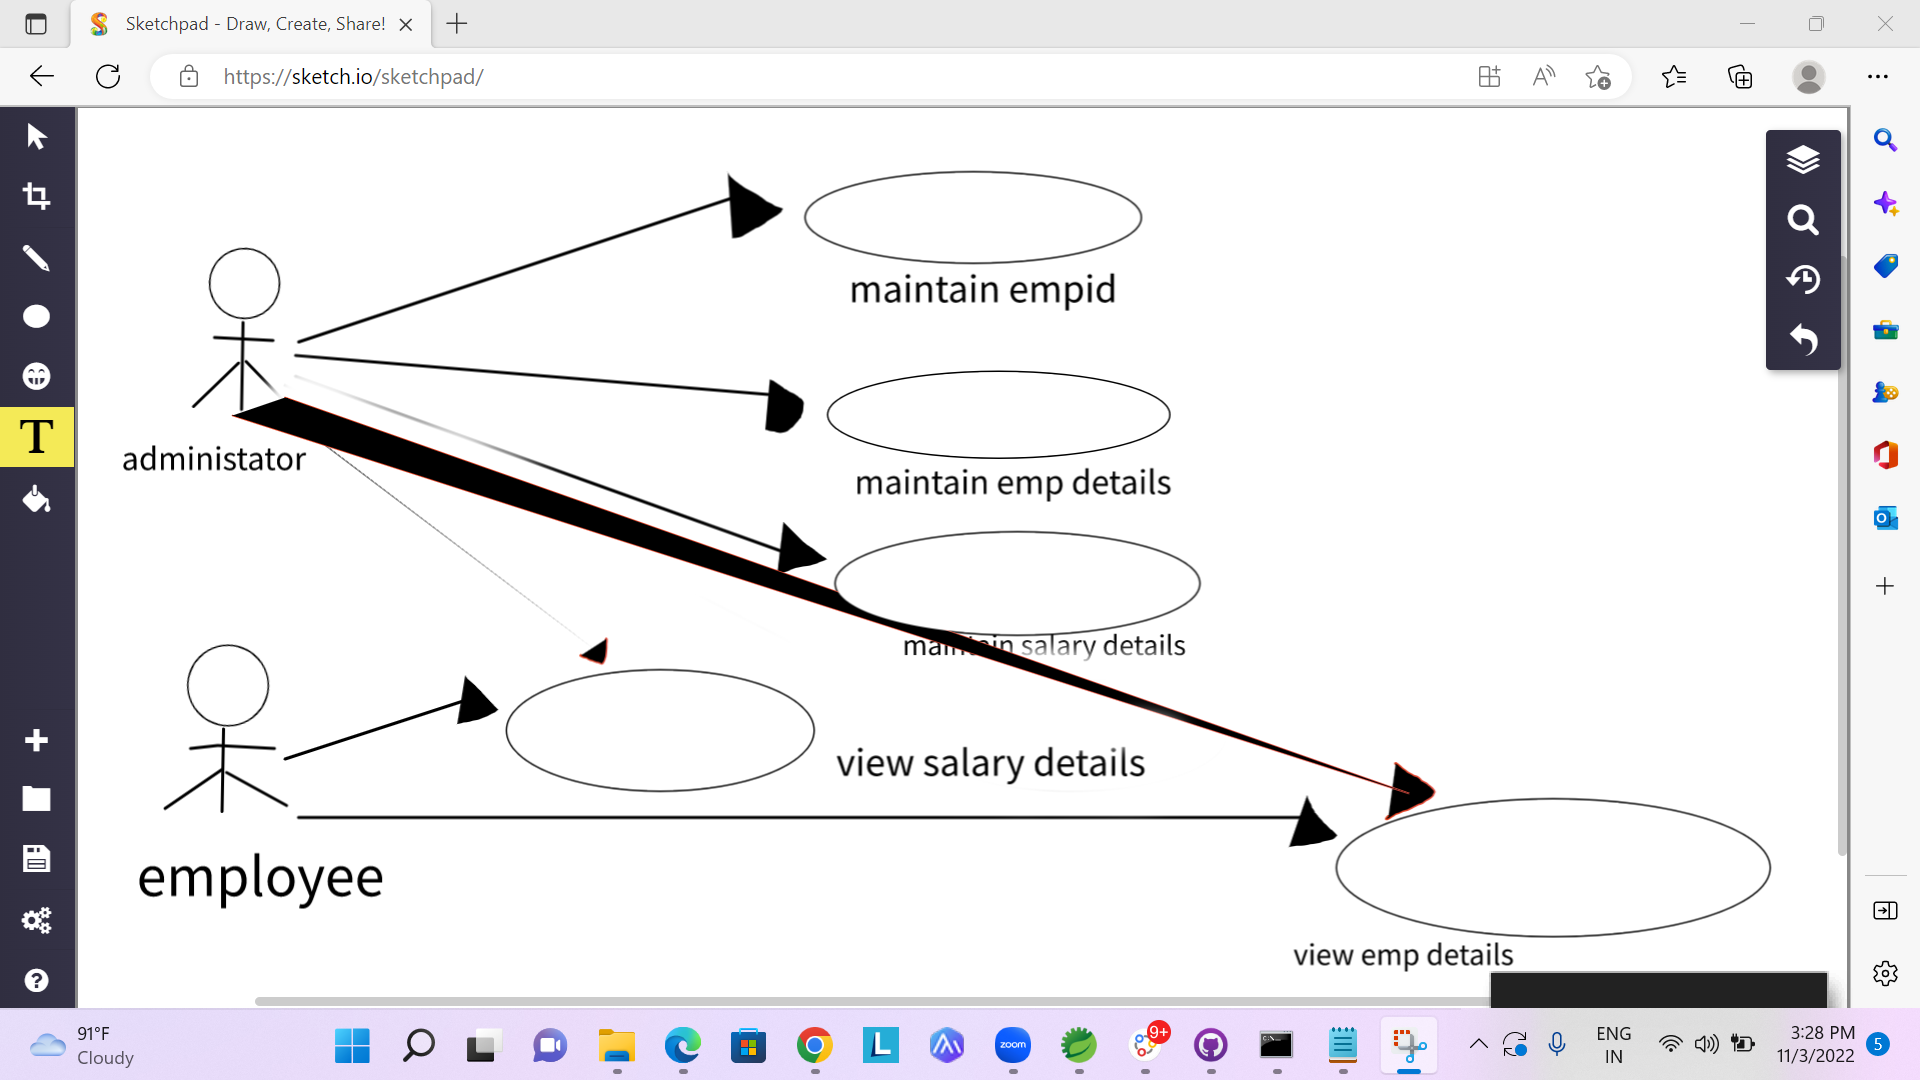 Sketchpad - Draw, Create, Share!
https://sketch.io/sketchpad/
maintain empid
administator
maintain emp details
maintain salary details
view salary details
employee
view emp details
T
91°F
Cloudy
L
zoom
9+
ENG
IN
3:28 PM
11/3/2022
5